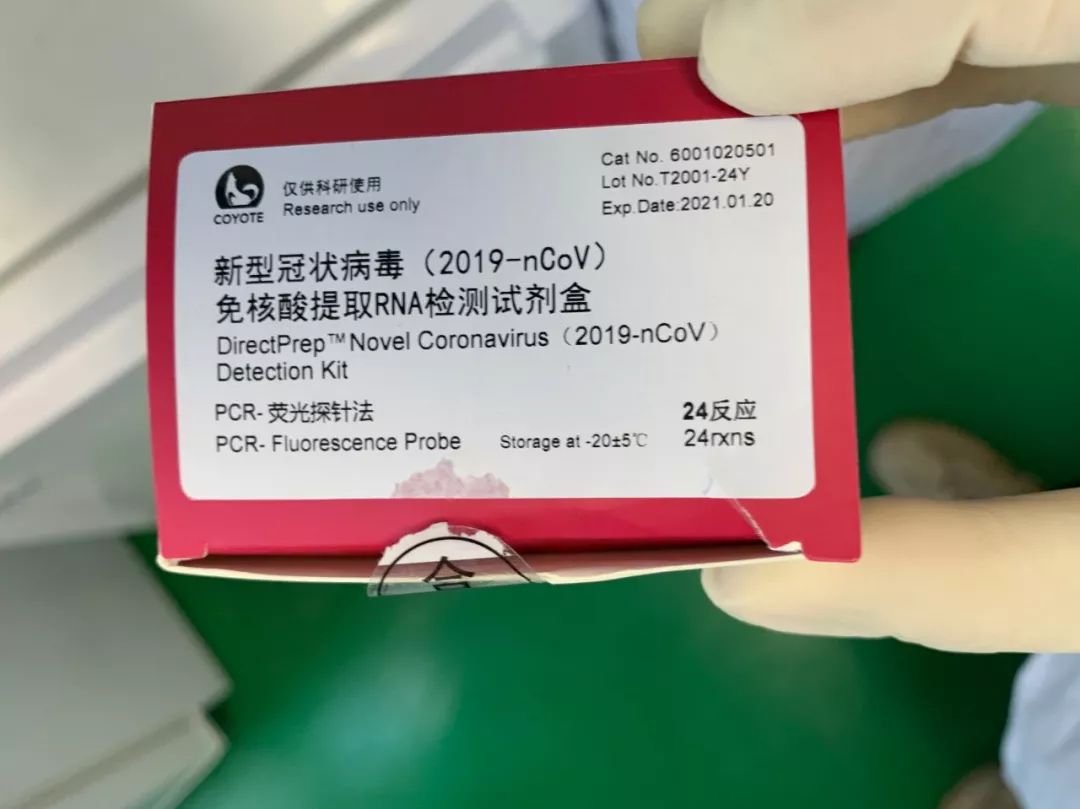 COYOTE
仅供科研使用
Research use only
Cat No. 6001020501
Lot No.T2001-24Y
Exp.Date:2021.01.20
新型冠状病毒（2019-nCoV）
免核酸提取RNA检测试剂盒
DirectPrep™ Novel Coronavirus（2019-nCoV）
Detection Kit
PCR- 荧光探针法
24反应
PCR- Fluorescence Probe
Storage at -20±5℃
24rxns
合